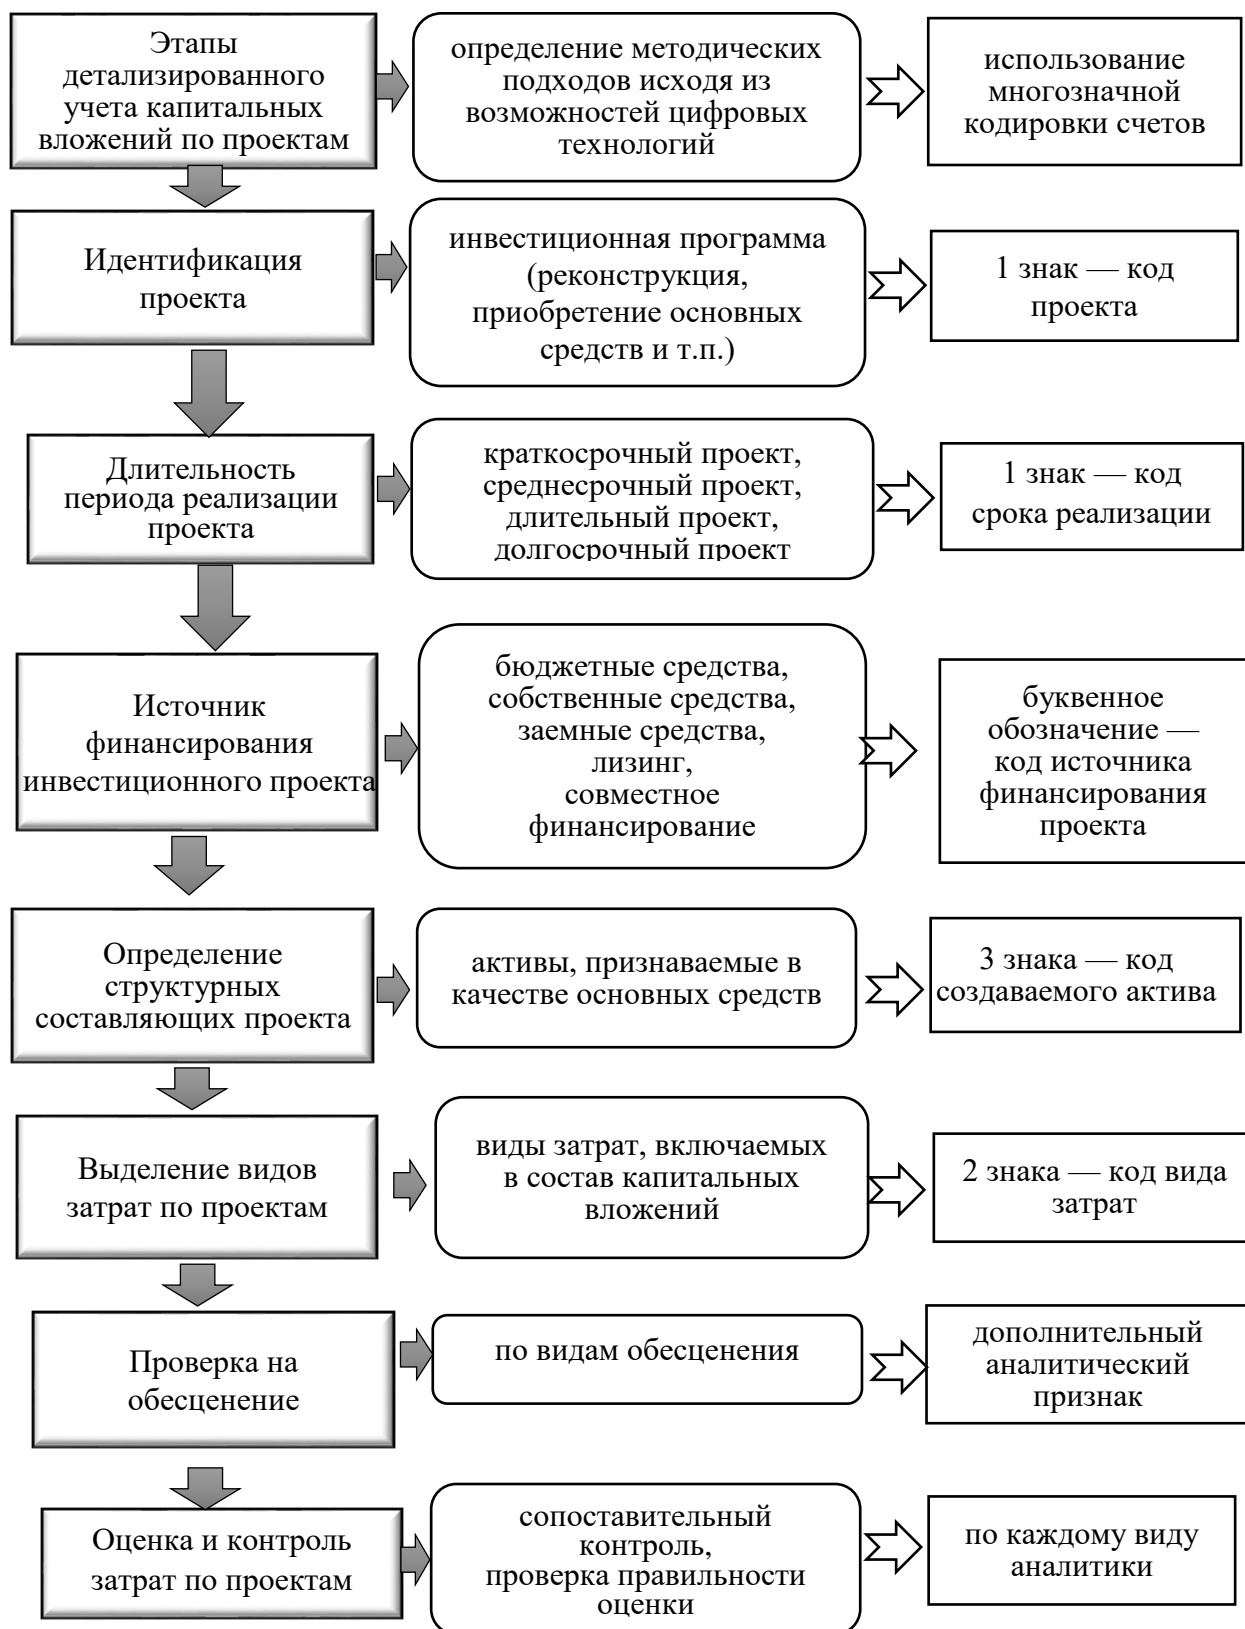 Этапы
детализированного
учета капитальных
вложений по проектам
определение методических
подходов исходя из
возможностей цифровых
технологий
использование
многозначной
кодировки счетов
Идентификация
проекта
инвестиционная программа
(реконструкция,
приобретение основных
средств и т.п.)
1 знак — код
проекта
Длительность
периода реализации
проекта
краткосрочный проект,
среднесрочный проект,
длительный проект,
долгосрочный проект
1 знак — код
срока реализации
Источник
финансирования
инвестиционного проекта
бюджетные средства,
собственные средства,
заемные средства,
лизинг,
совместное
финансирование
буквенное
обозначение —
код источника
финансирования
проекта
Определение
структурных
составляющих проекта
активы, признаваемые в
качестве основных средств
3 знака — код
создаваемого актива
Выделение видов
затрат по проектам
виды затрат, включаемых
в состав капитальных
вложений
2 знака — код вида
затрат
Проверка на
обесценение
по видам обесценения
дополнительный
аналитический
признак
Оценка и контроль
затрат по проектам
сопоставительный
контроль,
проверка правильности
оценки
по каждому виду
аналитики